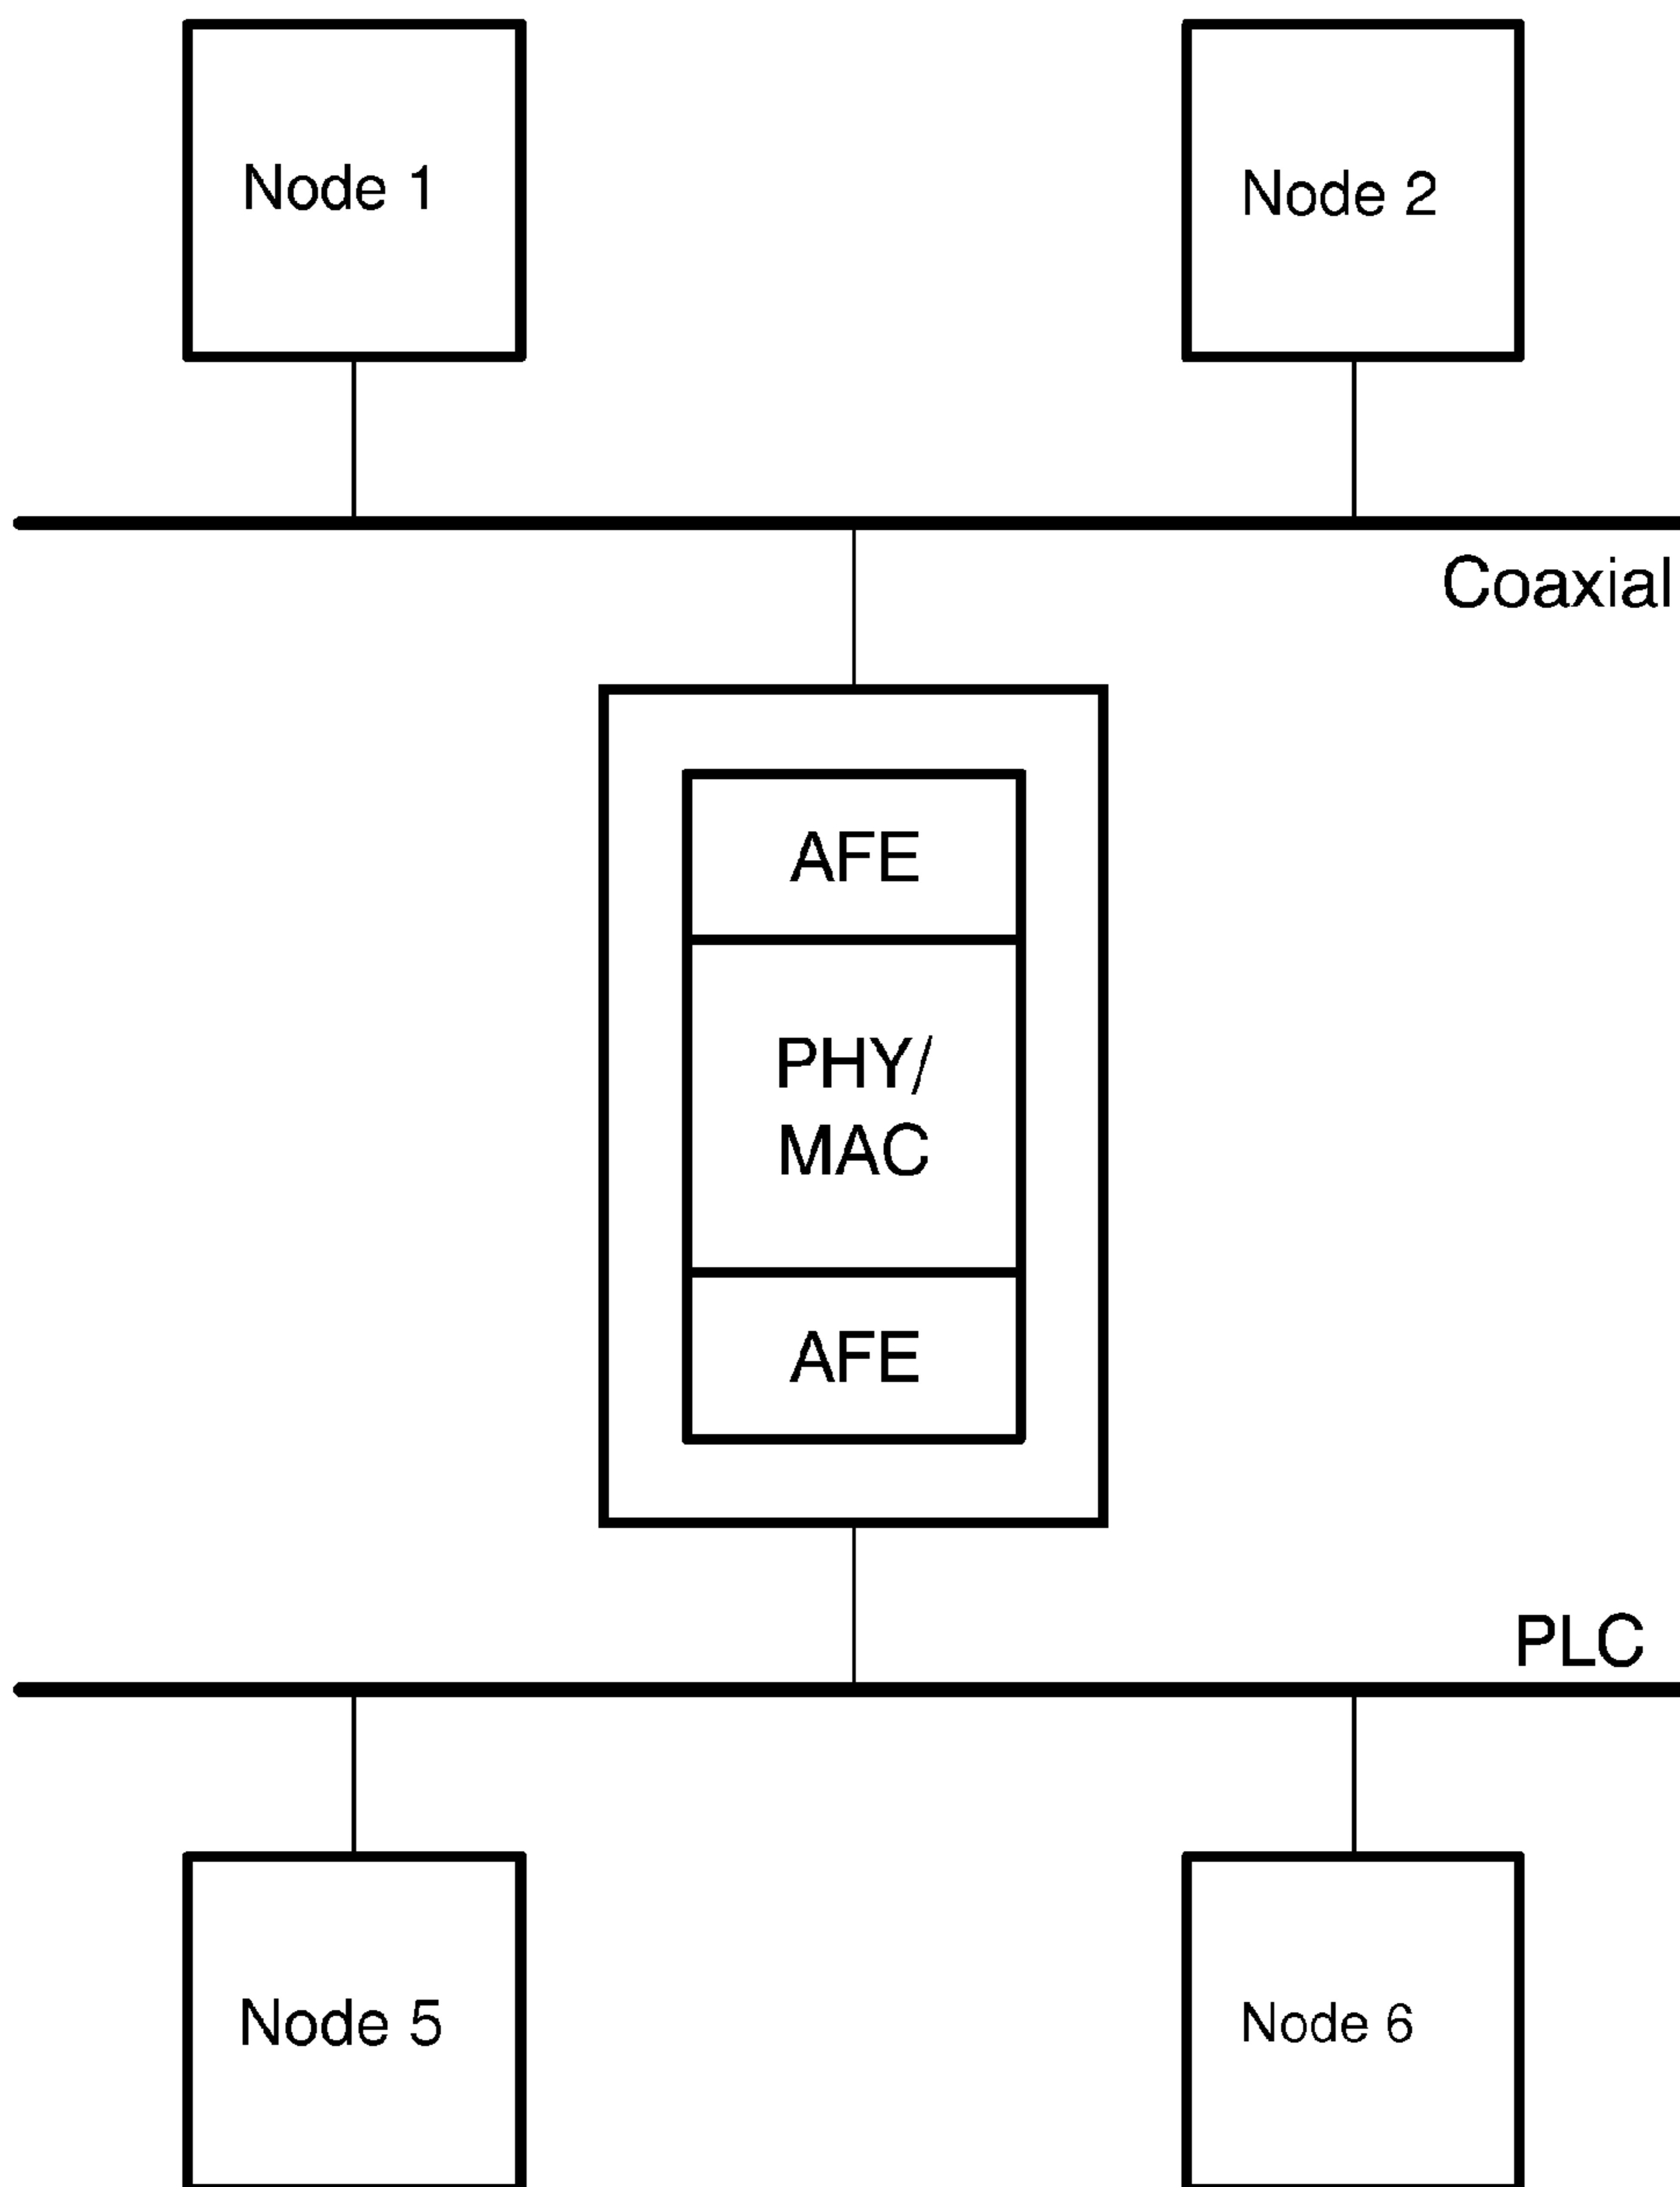 Node 1
Node 2
Coaxial
AFE
PHY/
MAC
AFE
PLC
Node 5
Node 6